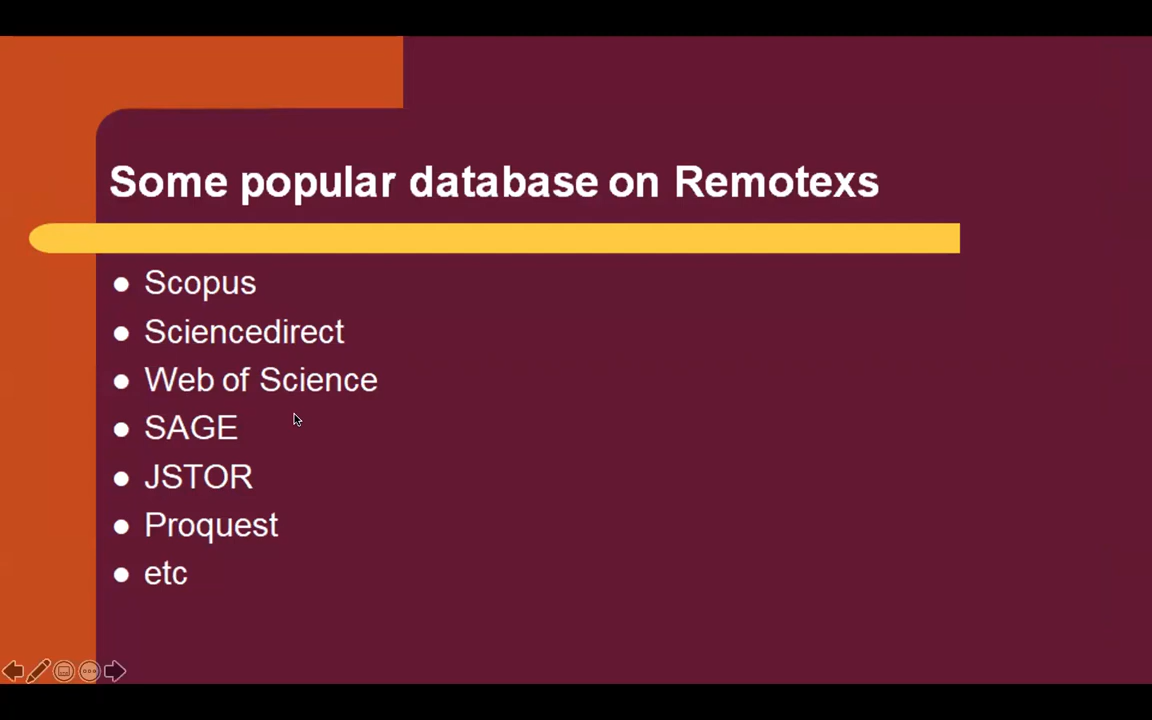 Some popular database on Remotexs
● Scopus
● Sciencedirect
● Web of Science
● SAGE
● JSTOR
● Proquest
● etc